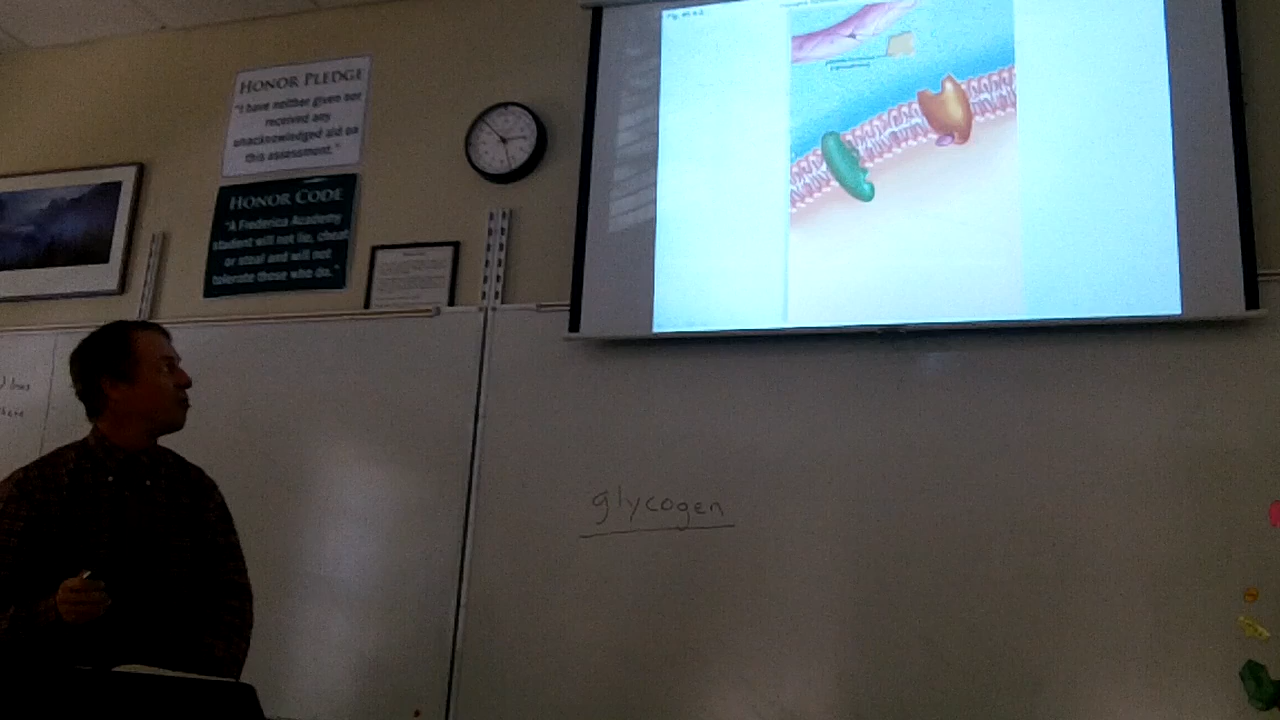 HONOR PLEDGE
"I have neither given nor
received any
unacknowledged aid on
this assessment."
HONOR CODE
"A Frederica Academy
student will not lie, cheat
or steal and will not
tolerate those who do."
glycogen